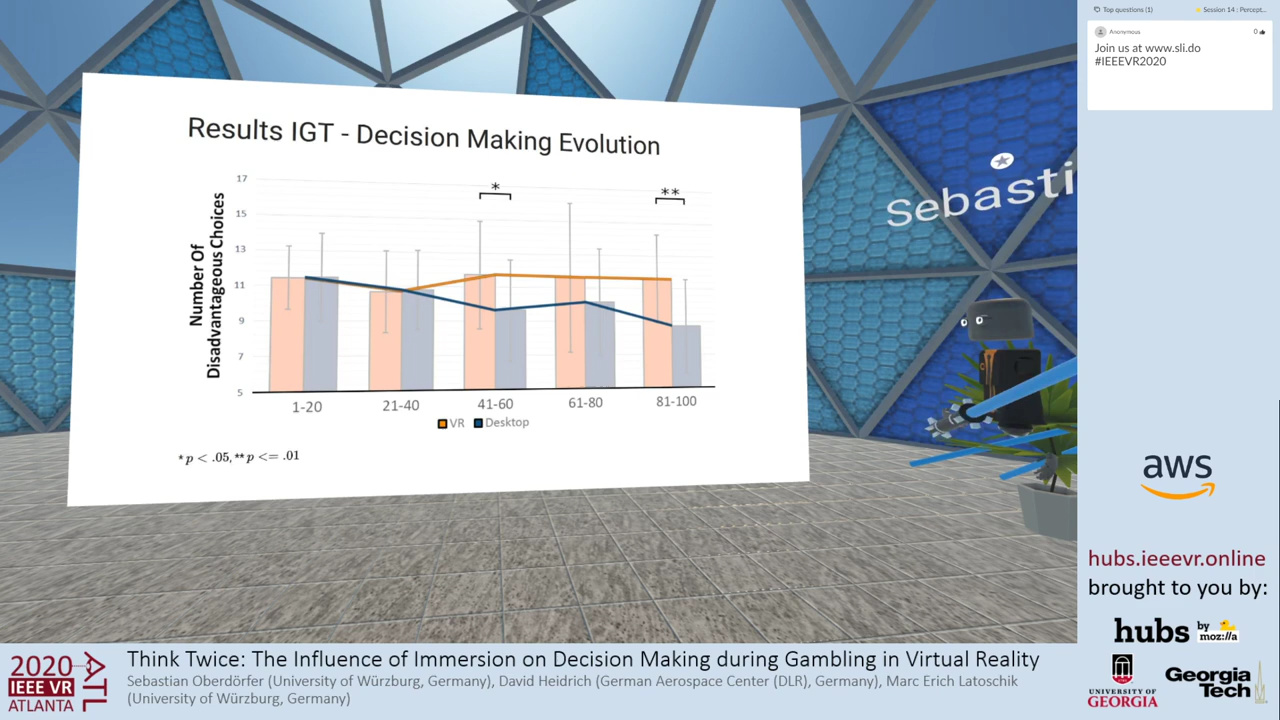 Top questions (1)
Session 14 : Percept...
Anonymous
0
Join us at www.sli.do
#IEEEVR2020
Results IGT - Decision Making Evolution
Number Of
Disadvantageous Choices
17
15
13
11
9
7
5
*
**
1-20
21-40
41-60
61-80
81-100
VR
Desktop
* p < .05, ** p <= .01
Sebasti
aws
hubs.ieeevr.online
brought to you by:
hubs by moz://a
UNIVERSITY OF
GEORGIA
Georgia
Tech
2020
IEEE VR
ATLANTA
ATL
Think Twice: The Influence of Immersion on Decision Making during Gambling in Virtual Reality
Sebastian Oberdörfer (University of Würzburg, Germany), David Heidrich (German Aerospace Center (DLR), Germany), Marc Erich Latoschik
(University of Würzburg, Germany)